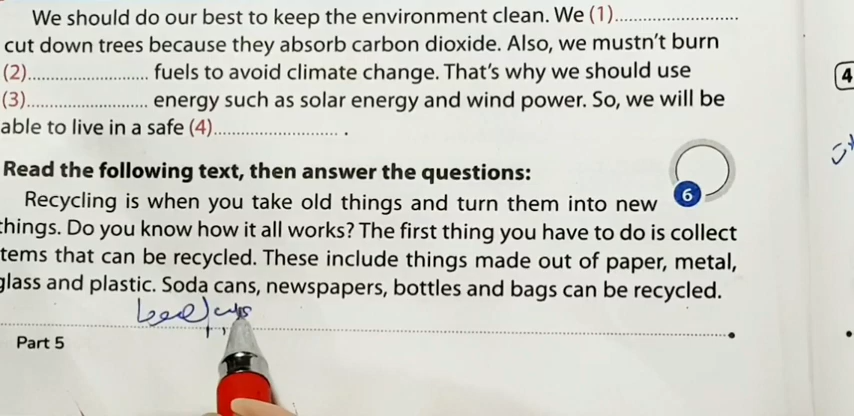 We should do our best to keep the environment clean. We (1)........................
cut down trees because they absorb carbon dioxide. Also, we mustn't burn
(2)........................ fuels to avoid climate change. That's why we should use
(3)........................ energy such as solar energy and wind power. So, we will be
able to live in a safe (4)........................ .
4
Read the following text, then answer the questions:
6
Recycling is when you take old things and turn them into new
things. Do you know how it all works? The first thing you have to do is collect
tems that can be recycled. These include things made out of paper, metal,
glass and plastic. Soda cans, newspapers, bottles and bags can be recycled.
Part 5